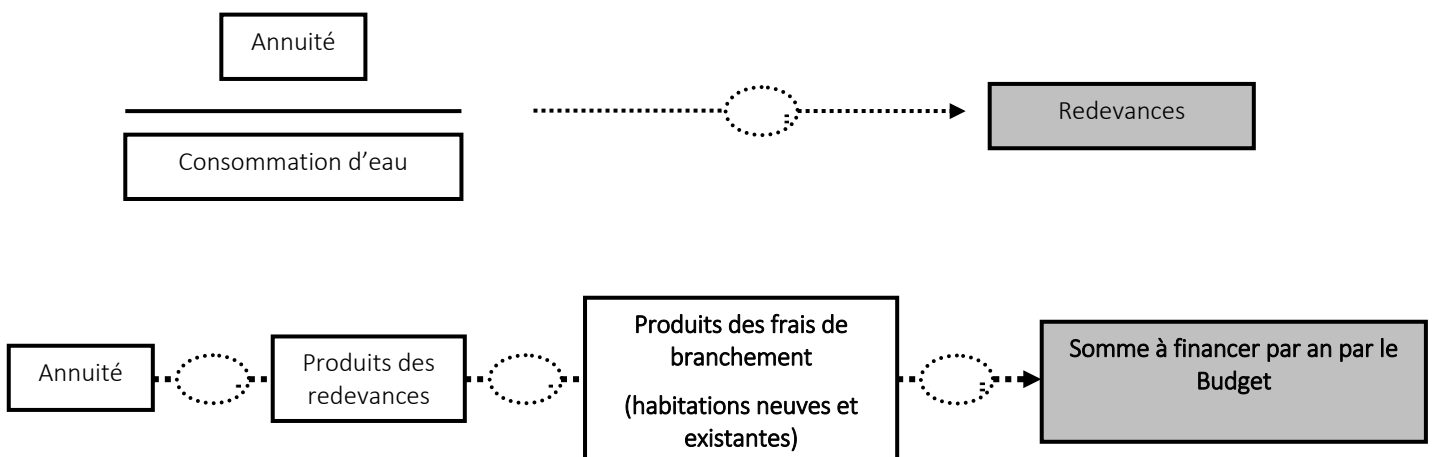 Annuité
Consommation d'eau
=
Redevances
Annuité
-
Produits des
redevances
-
Produits des frais de
branchement
(habitations neuves et
existantes)
=
Somme à financer par an par le
Budget